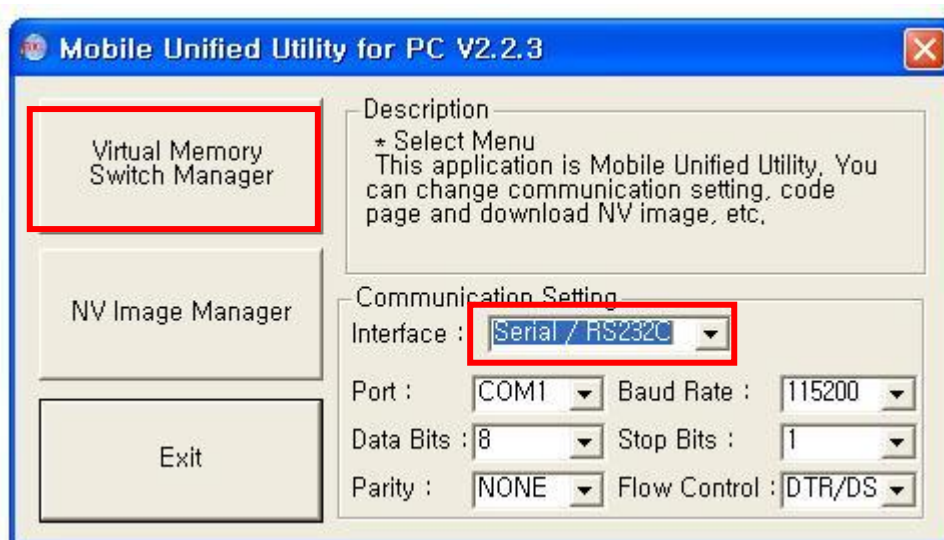 Mobile Unified Utility for PC V2.2.3
Virtual Memory
Switch Manager
NV Image Manager
Exit
Description
* Select Menu
This application is Mobile Unified Utility, You
can change communication setting, code
page and download NV image, etc,
Communication Setting
Interface : Serial / RS232C
Port : COM1 Baud Rate : 115200
Data Bits : 8 Stop Bits : 1
Parity : NONE Flow Control : DTR/DS